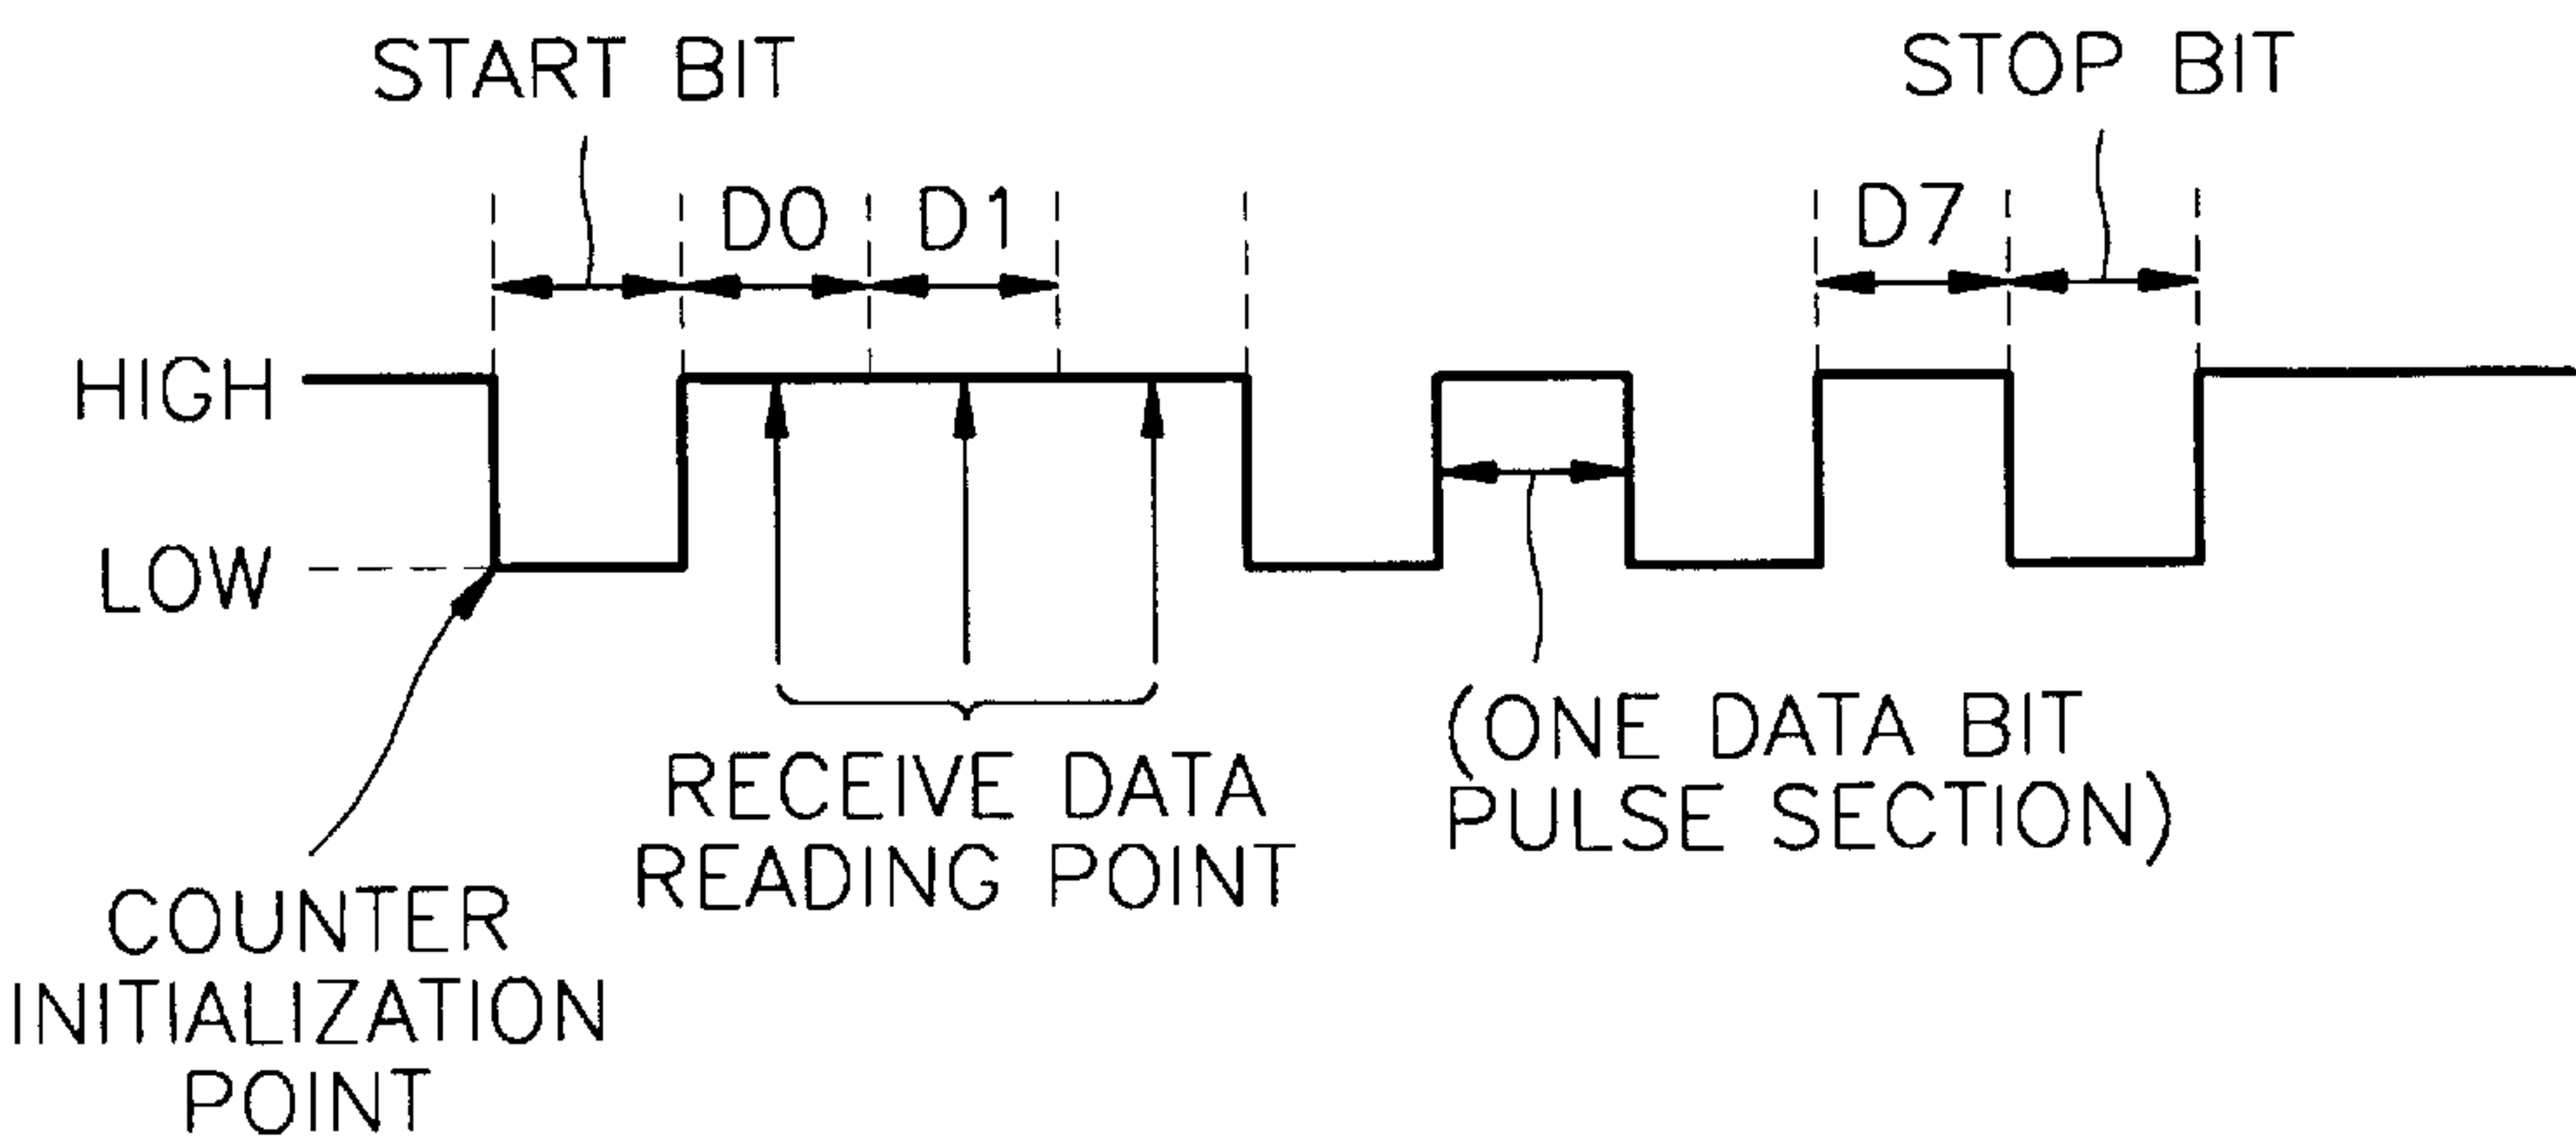 START BIT
STOP BIT
D0
D1
D7
HIGH
LOW
(ONE DATA BIT
PULSE SECTION)
RECEIVE DATA
READING POINT
COUNTER
INITIALIZATION
POINT